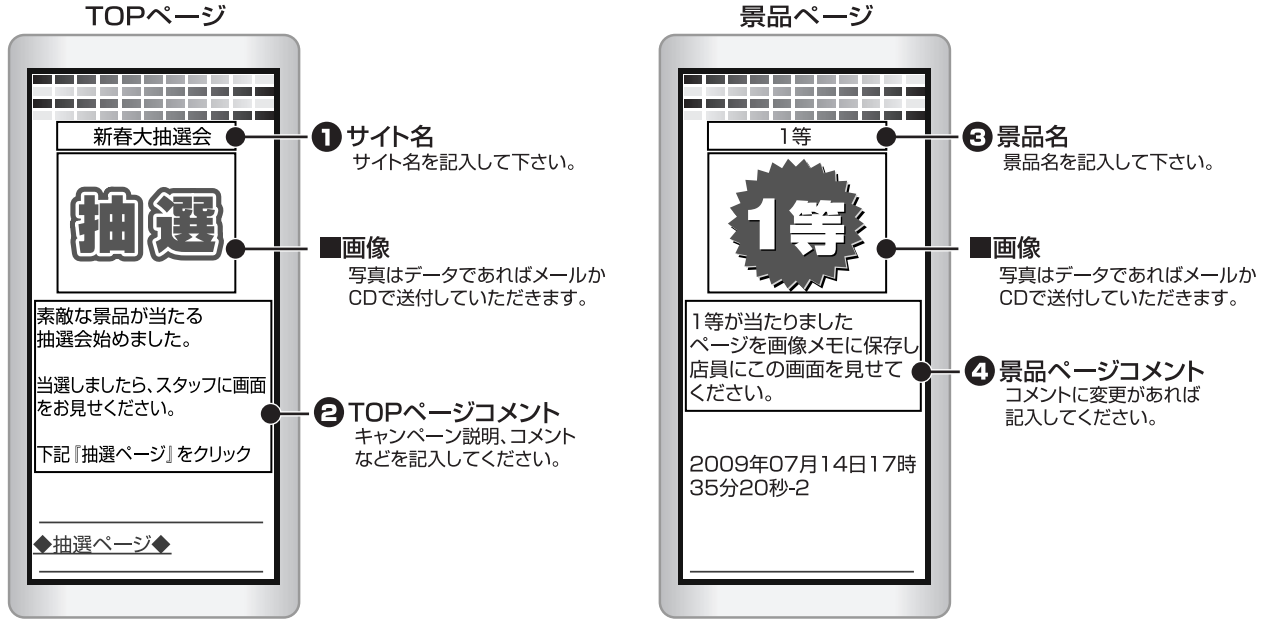 TOPページ
新春大抽選会
抽選
素敵な景品が当たる
抽選会始めました。
当選しましたら、スタッフに画面
をお見せください。
下記『抽選ページ』をクリック
◆抽選ページ◆
❶サイト名
サイト名を記入して下さい。
■画像
写真はデータであればメールか
CDで送付していただきます。
❷TOPページコメント
キャンペーン説明、コメント
などを記入してください。
景品ページ
1等
1等
1等が当たりました
ページを画像メモに保存し
店員にこの画面を見せて
ください。
2009年07月14日17時
35分20秒-2
❸景品名
景品名を記入して下さい。
■画像
写真はデータであればメールか
CDで送付していただきます。
❹景品ページコメント
コメントに変更があれば
記入してください。